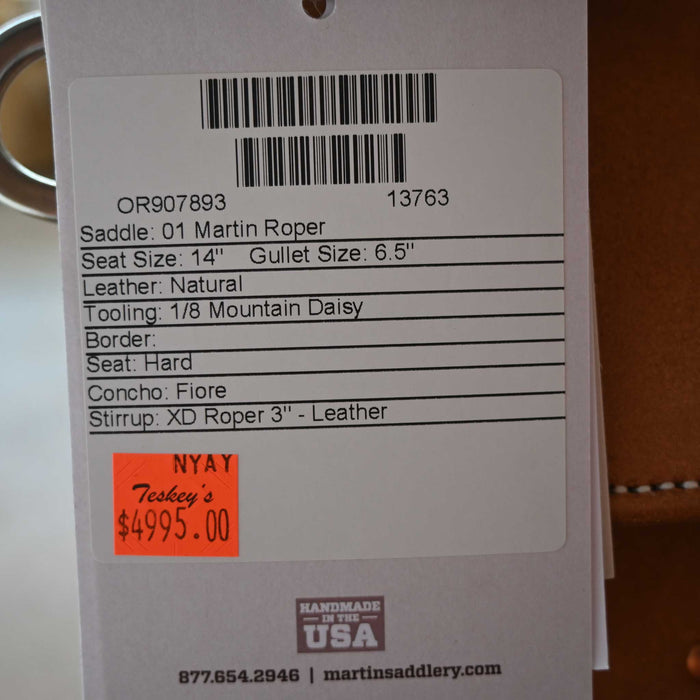 OR907893 13763
Saddle: 01 Martin Roper
Seat Size: 14" Gullet Size: 6.5"
Leather: Natural
Tooling: 1/8 Mountain Daisy
Border:
Seat: Hard
Concho: Fiore
Stirrup: XD Roper 3" - Leather
NYAY
Teskey's
$4995.00
HANDMADE
IN THE
USA
877.654.2946 | martinsaddlery.com